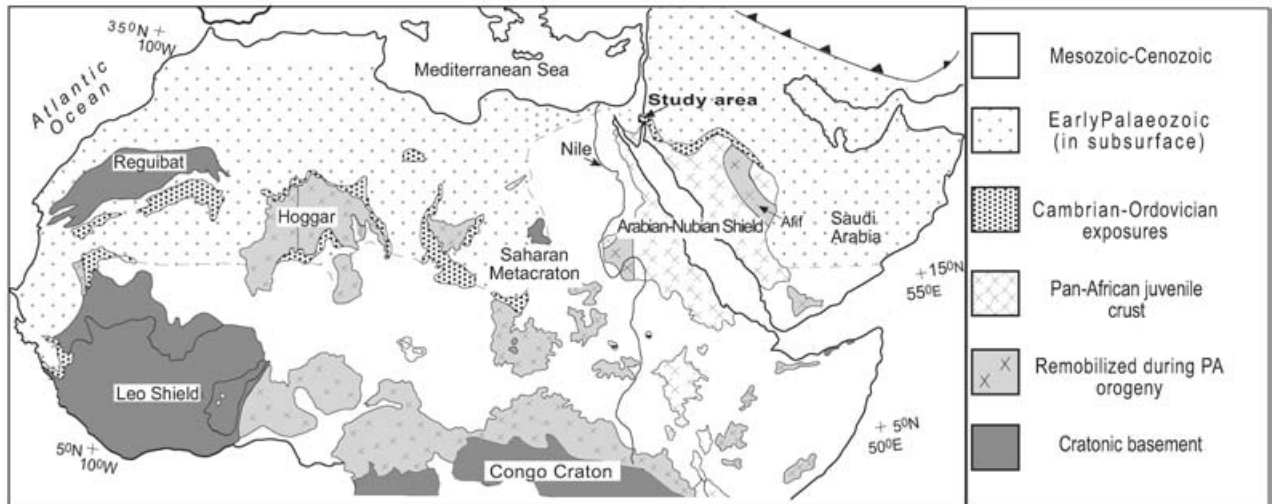 35⁰N +
10⁰W
Atlantic
Ocean
Mediterranean Sea
Study area
Reguibat
Nile
Hoggar
Arabian-Nubian Shield
Afif
Saudi
Arabia
Saharan
Metacraton
+ 15⁰N
55⁰E
Leo Shield
5⁰N +
10⁰W
Congo Craton
+ 5⁰N
50⁰E
Mesozoic-Cenozoic
EarlyPalaeozoic
(in subsurface)
Cambrian-Ordovician
exposures
Pan-African juvenile
crust
Remobilized during PA
orogeny
Cratonic basement